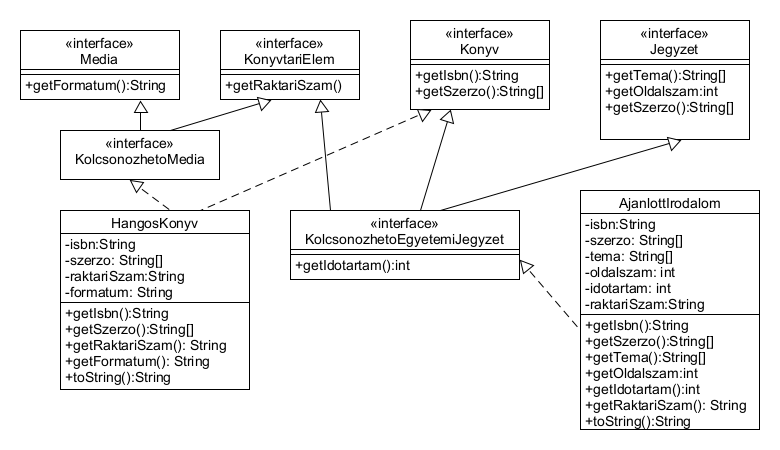 «interface»
Media
+getFormatum():String
«interface»
KonyvtariElem
+getRaktariSzam()
«interface»
Konyv
+getIsbn():String
+getSzerzo():String[]
«interface»
Jegyzet
+getTema():String[]
+getOldalszam:int
+getSzerzo():String[]
«interface»
KolcsonozhetoMedia
HangosKonyv
-isbn:String
-szerzo: String[]
-raktariSzam:String
-formatum: String
+getIsbn():String
+getSzerzo():String[]
+getRaktariSzam(): String
+getFormatum(): String
+toString():String
«interface»
KolcsonozhetoEgyetemiJegyzet
+getIdotartam():int
AjanlottIrodalom
-isbn:String
-szerzo: String[]
-tema: String[]
-oldalszam: int
-idotartam: int
-raktariSzam:String
+getIsbn():String
+getSzerzo():String[]
+getTema():String[]
+getOldalszam:int
+getIdotartam():int
+getRaktariSzam(): String
+toString():String